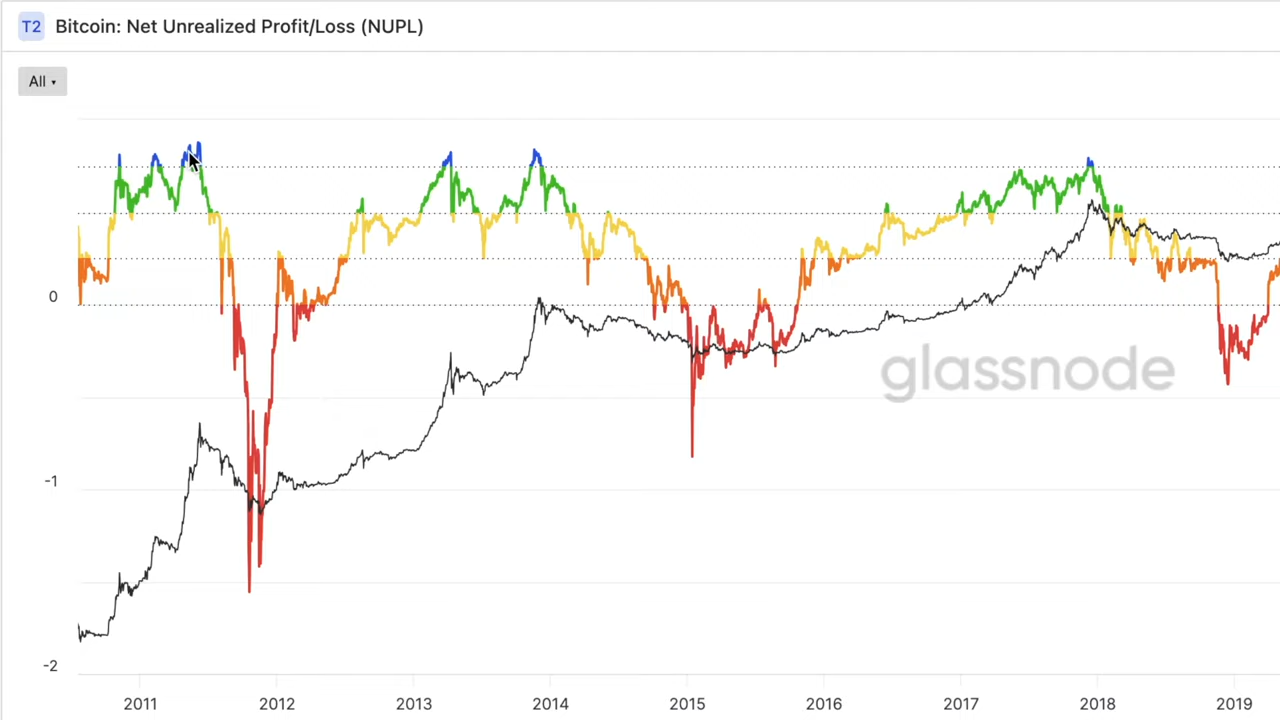 T2 Bitcoin: Net Unrealized Profit/Loss (NUPL)
All ▾
0
glassnode
-1
-2
2011 2012 2013 2014 2015 2016 2017 2018 2019